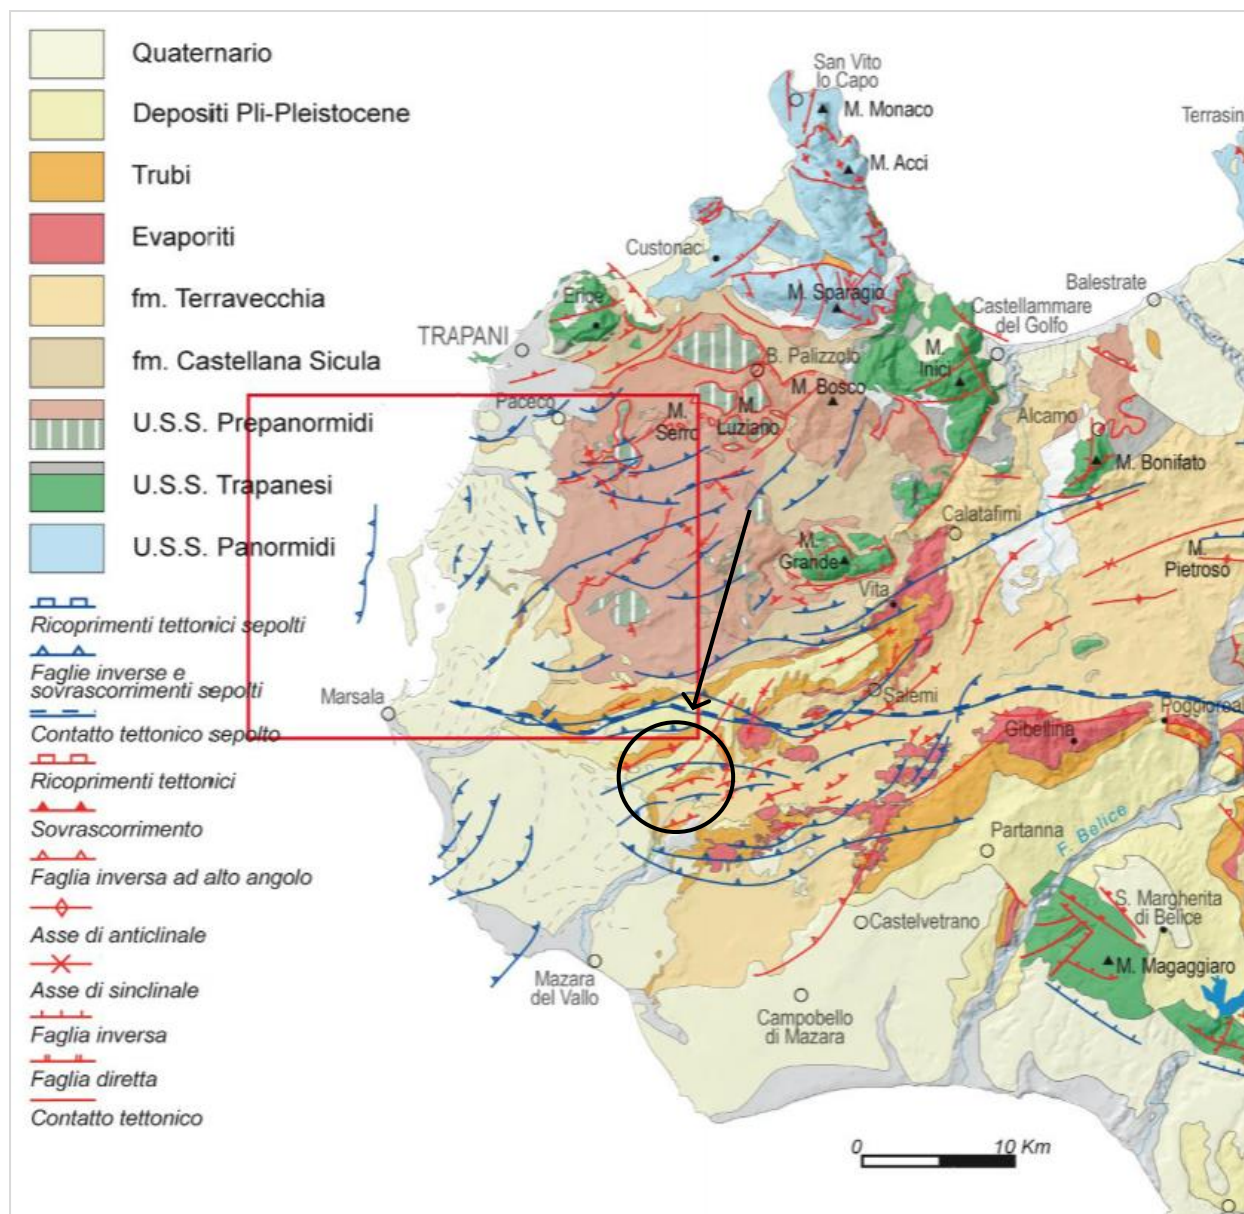 Quaternario
Depositi Pli-Pleistocene
Trubi
Evaporiti
fm. Terravecchia
fm. Castellana Sicula
U.S.S. Prepanormidi
U.S.S. Trapanesi
U.S.S. Panormidi
Ricoprimenti tettonici sepolti
Faglie inverse e
sovrascorrimenti sepolti
Contatto tettonico sepolto
Ricoprimenti tettonici
Sovrascorrimento
Faglia inversa ad alto angolo
Asse di anticlinale
Asse di sinclinale
Faglia inversa
Faglia diretta
Contatto tettonico
San Vito
lo Capo
M. Monaco
Terrasin
M. Acci
Custonaci
M. Sparagio
Balestrate
Erice
Castellammare
del Golfo
TRAPANI
B. Palizzolo
M.
Inici
M. Bosco
Paceco
M.
Serro
M.
Luziano
Alcamo
M. Bonifato
Calatafimi
M.
Grande
M.
Pietroso
Vita
Marsala
Salemi
Poggioreal
Gibellina
Partanna
F. Belice
S. Margherita
di Belice
Castelvetrano
M. Magaggiaro
Mazara
del Vallo
Campobello
di Mazara
0 10 Km